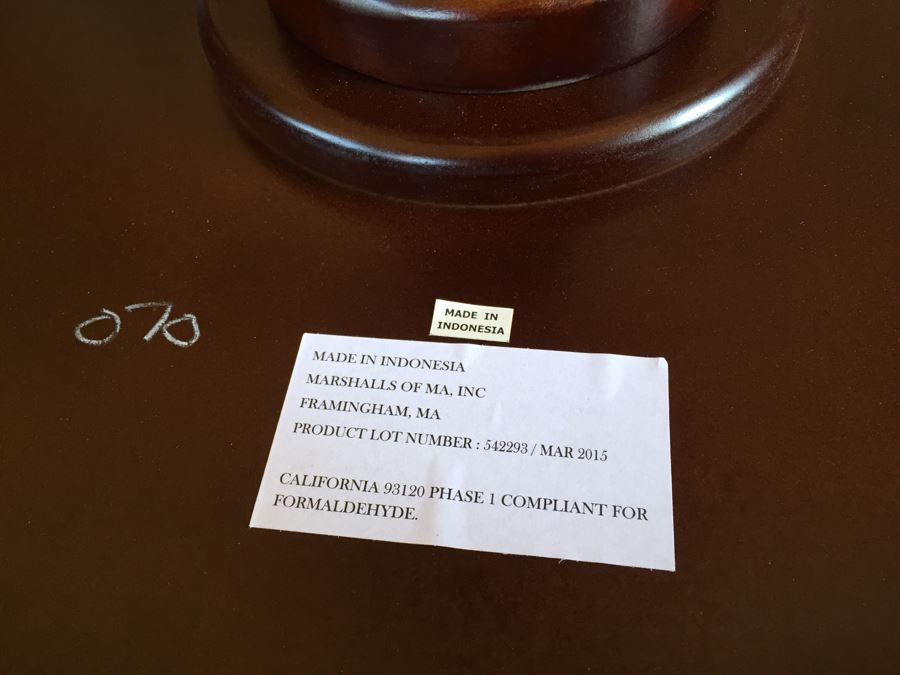 070
MADE IN
INDONESIA
MADE IN INDONESIA
MARSHALLS OF MA, INC
FRAMINGHAM, MA
PRODUCT LOT NUMBER : 542293 / MAR 2015
CALIFORNIA 93120 PHASE 1 COMPLIANT FOR
FORMALDEHYDE.